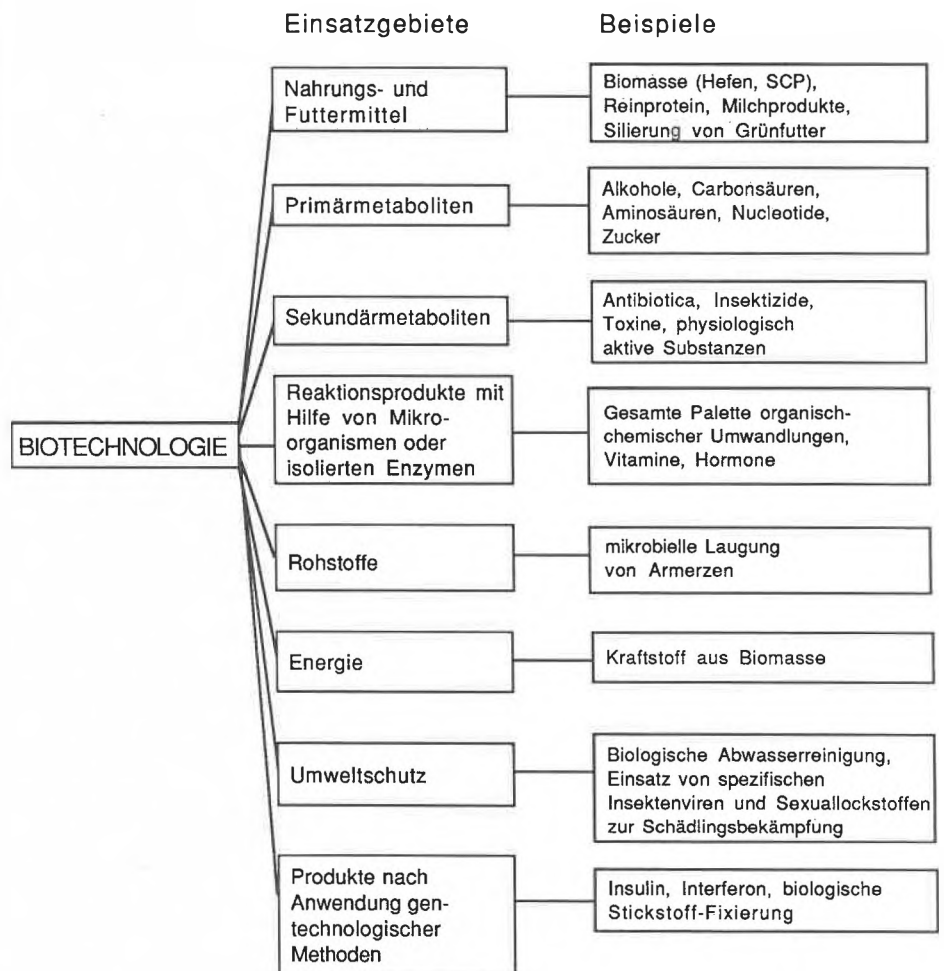 Einsatzgebiete
Beispiele
Nahrungs- und
Futtermittel
Biomasse (Hefen, SCP),
Reinprotein, Milchprodukte,
Silierung von Grünfutter
Primärmetaboliten
Alkohole, Carbonsäuren,
Aminosäuren, Nucleotide,
Zucker
Sekundärmetaboliten
Antibiotica, Insektizide,
Toxine, physiologisch
aktive Substanzen
BIOTECHNOLOGIE
Reaktionsprodukte mit
Hilfe von Mikro-
organismen oder
isolierten Enzymen
Gesamte Palette organisch-
chemischer Umwandlungen,
Vitamine, Hormone
Rohstoffe
mikrobielle Laugung
von Armerzen
Energie
Kraftstoff aus Biomasse
Umweltschutz
Biologische Abwasserreinigung,
Einsatz von spezifischen
Insektenviren und Sexuallockstoffen
zur Schädlingsbekämpfung
Produkte nach
Anwendung gen-
technologischer
Methoden
Insulin, Interferon, biologische
Stickstoff-Fixierung